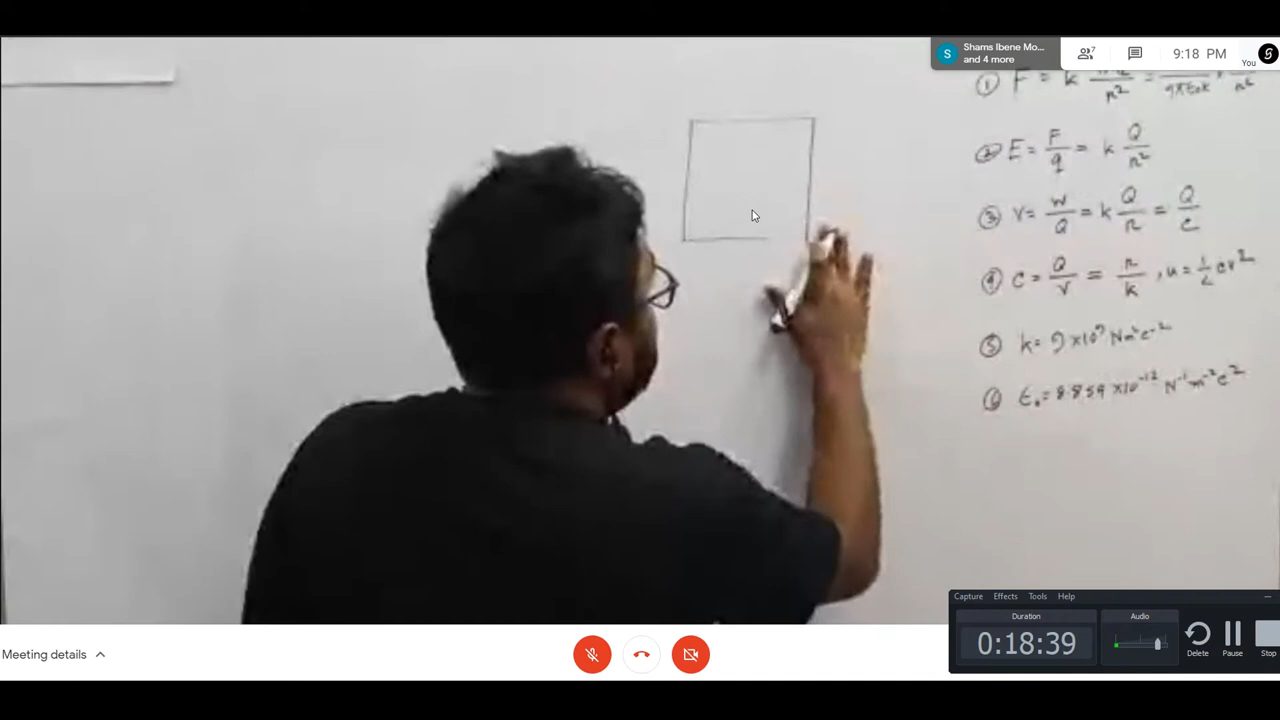 Shams Ibene Mo...
and 4 more
S
7
9:18 PM
You
① F = k
② E = F/q = k Q/r²
③ V = W/Q = k Q/r = Q/C
④ C = Q/V = r/k , u = ½ CV²
⑤ k = 9 × 10⁹ Nm²C⁻²
⑥ ε₀ = 8.854 × 10⁻¹² N⁻¹m⁻²C²
Capture Effects Tools Help
Duration Audio
0:18:39
Delete Pause Stop
Meeting details